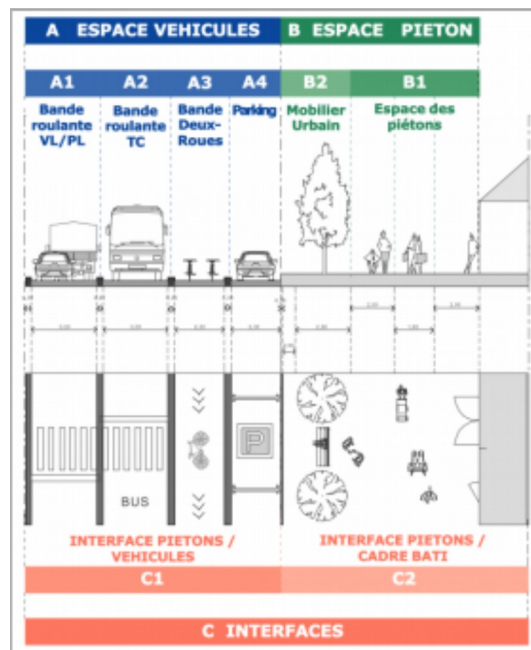 A ESPACE VEHICULES B ESPACE PIETON
A1 A2 A3 A4 B2 B1
Bande roulante VL/PL
Bande roulante TC
Bande Deux-Roues
Parking
Mobilier Urbain
Espace des piétons
P
BUS
INTERFACE PIETONS / VEHICULES
INTERFACE PIETONS / CADRE BATI
C1 C2
C INTERFACES